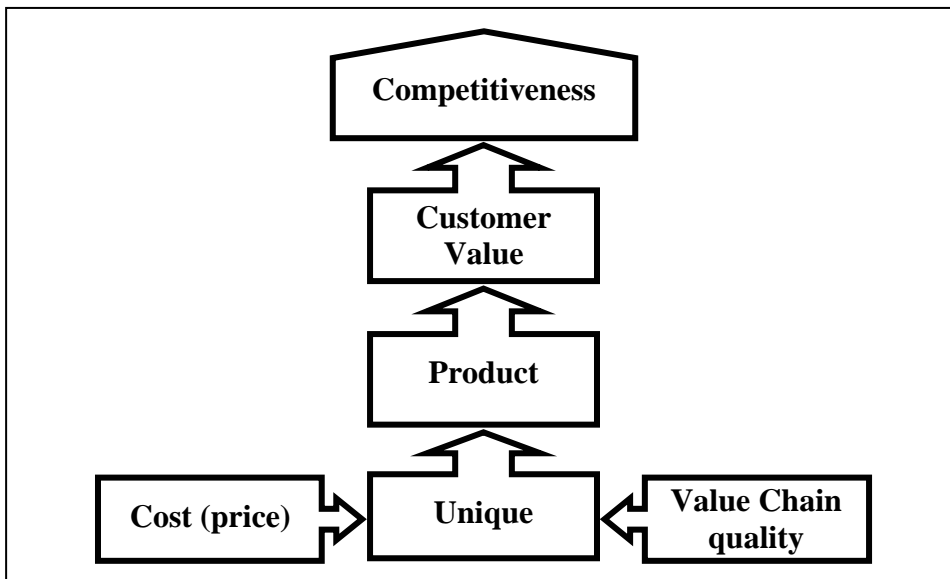 Competitiveness
Customer
Value
Product
Cost (price)
Unique
Value Chain
quality